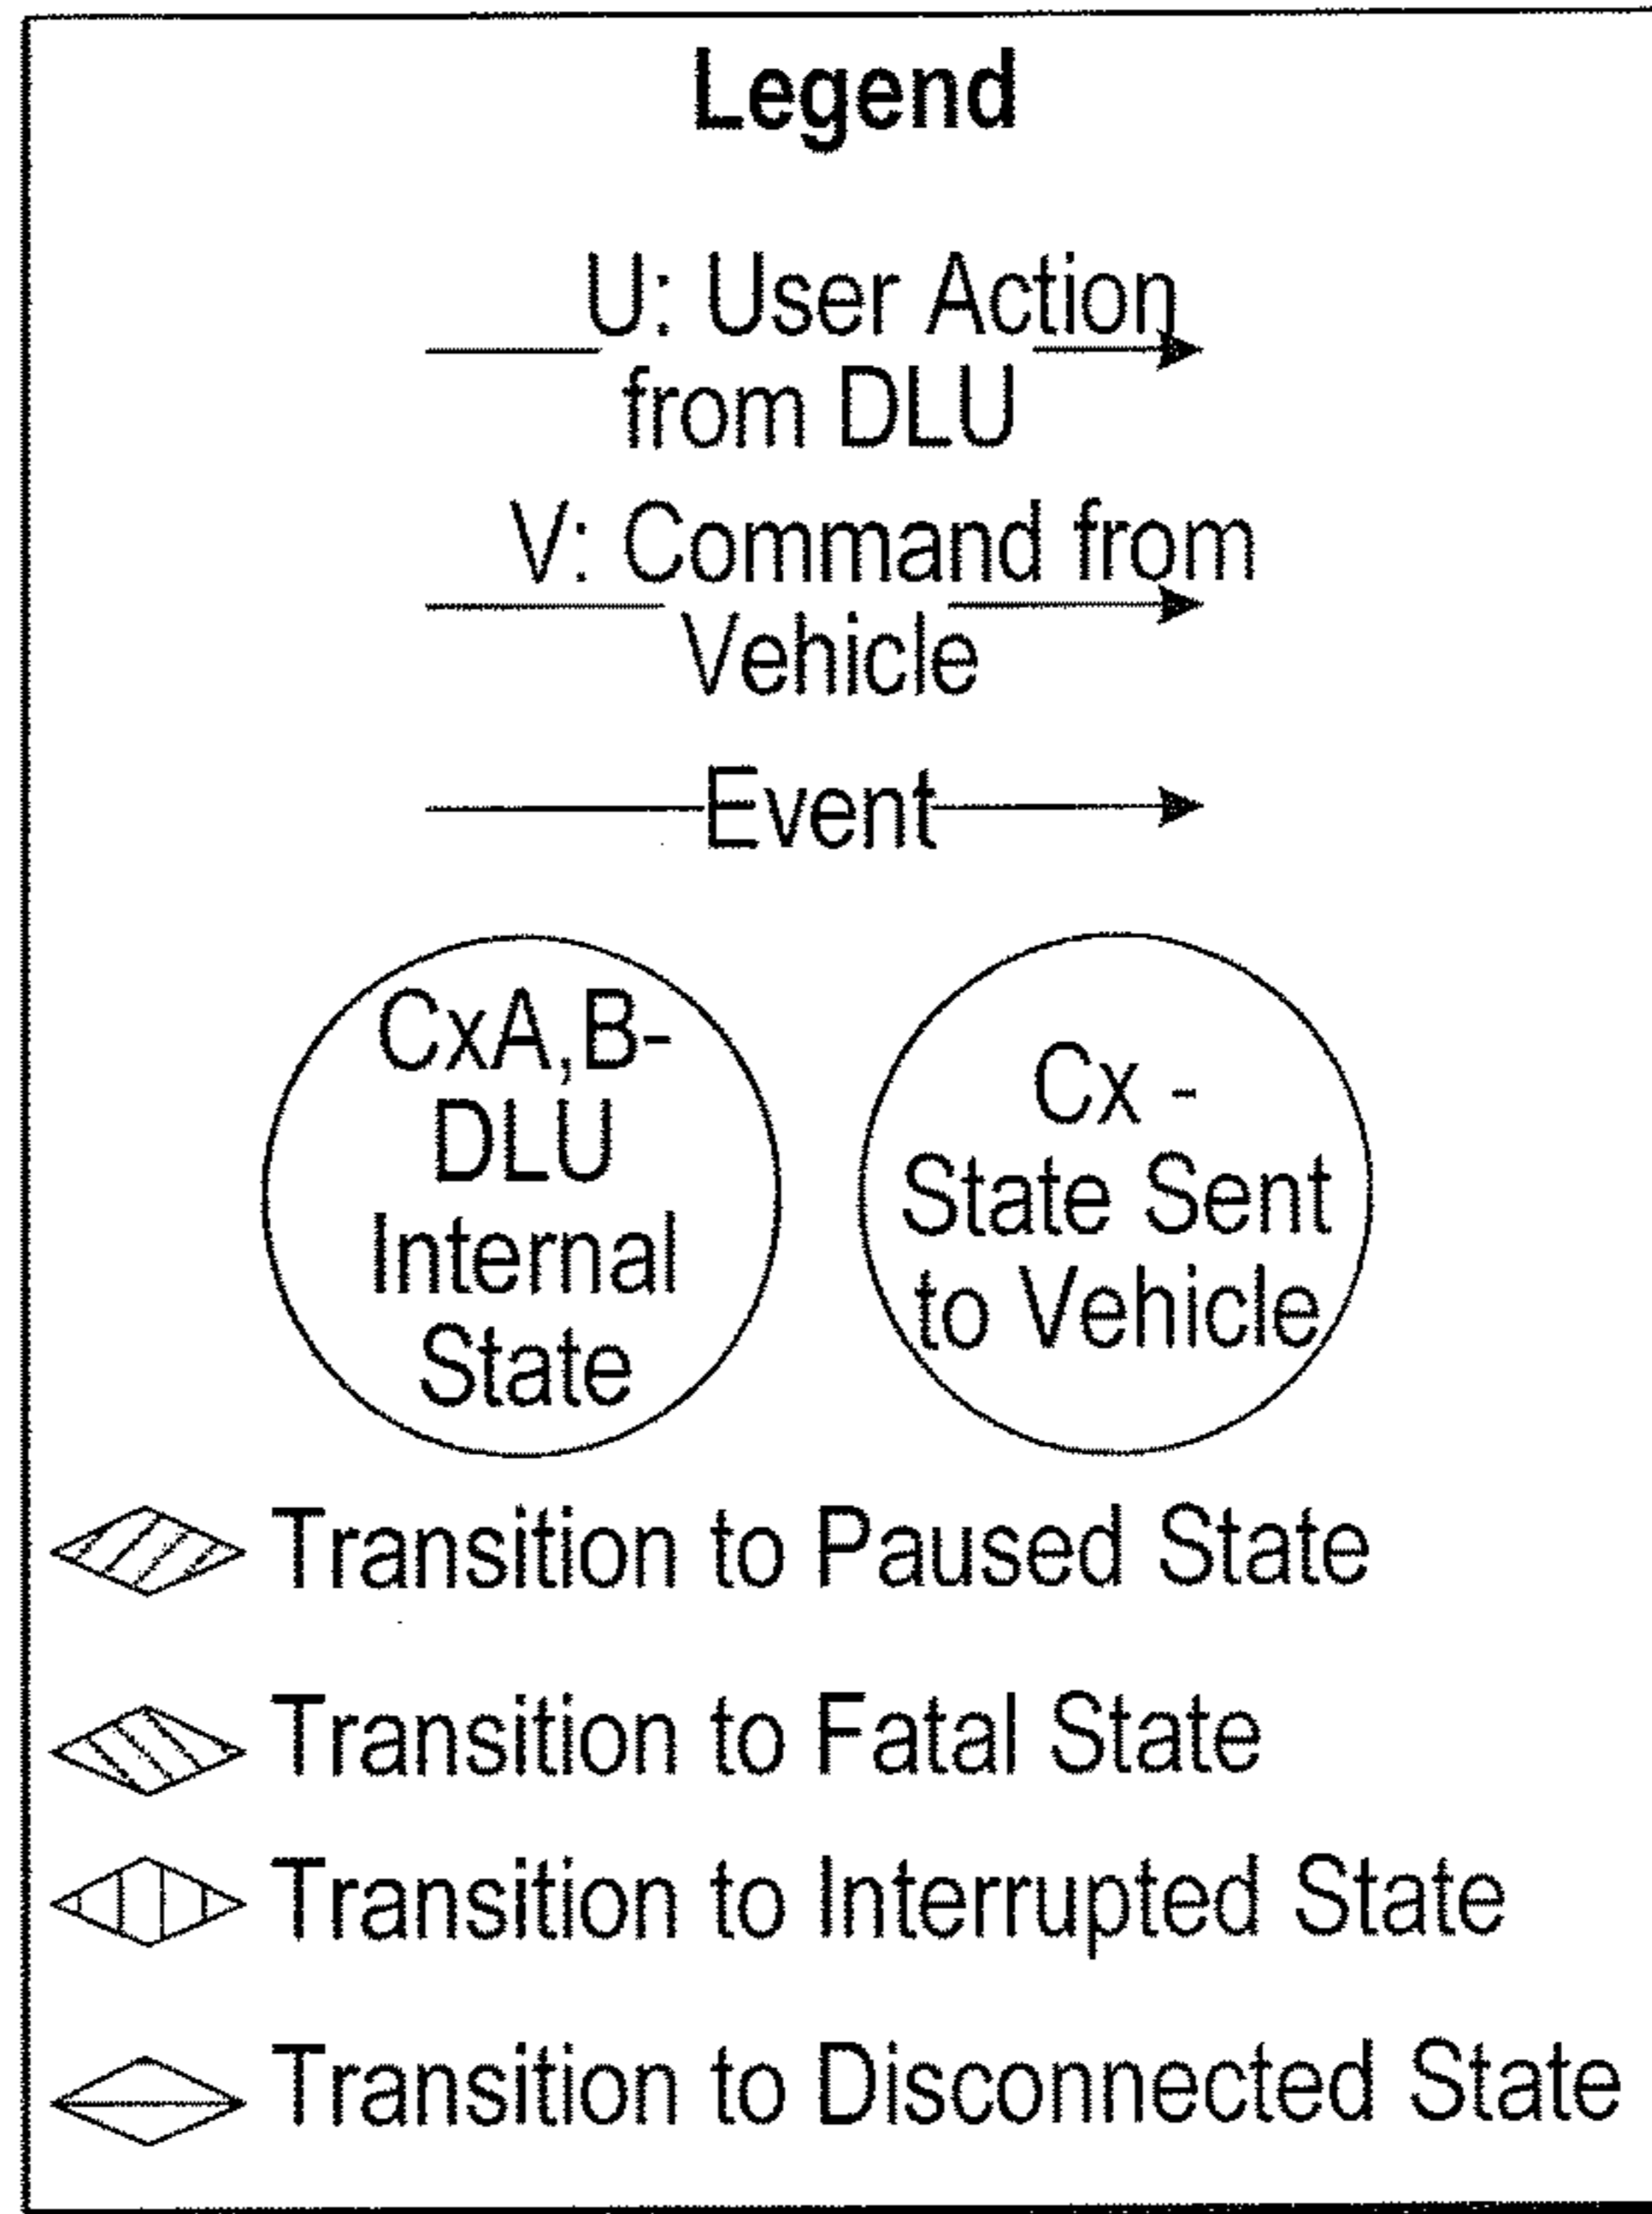 Legend
U: User Action
from DLU
V: Command from
Vehicle
Event
CxA,B-
DLU
Internal
State
Cx -
State Sent
to Vehicle
Transition to Paused State
Transition to Fatal State
Transition to Interrupted State
Transition to Disconnected State